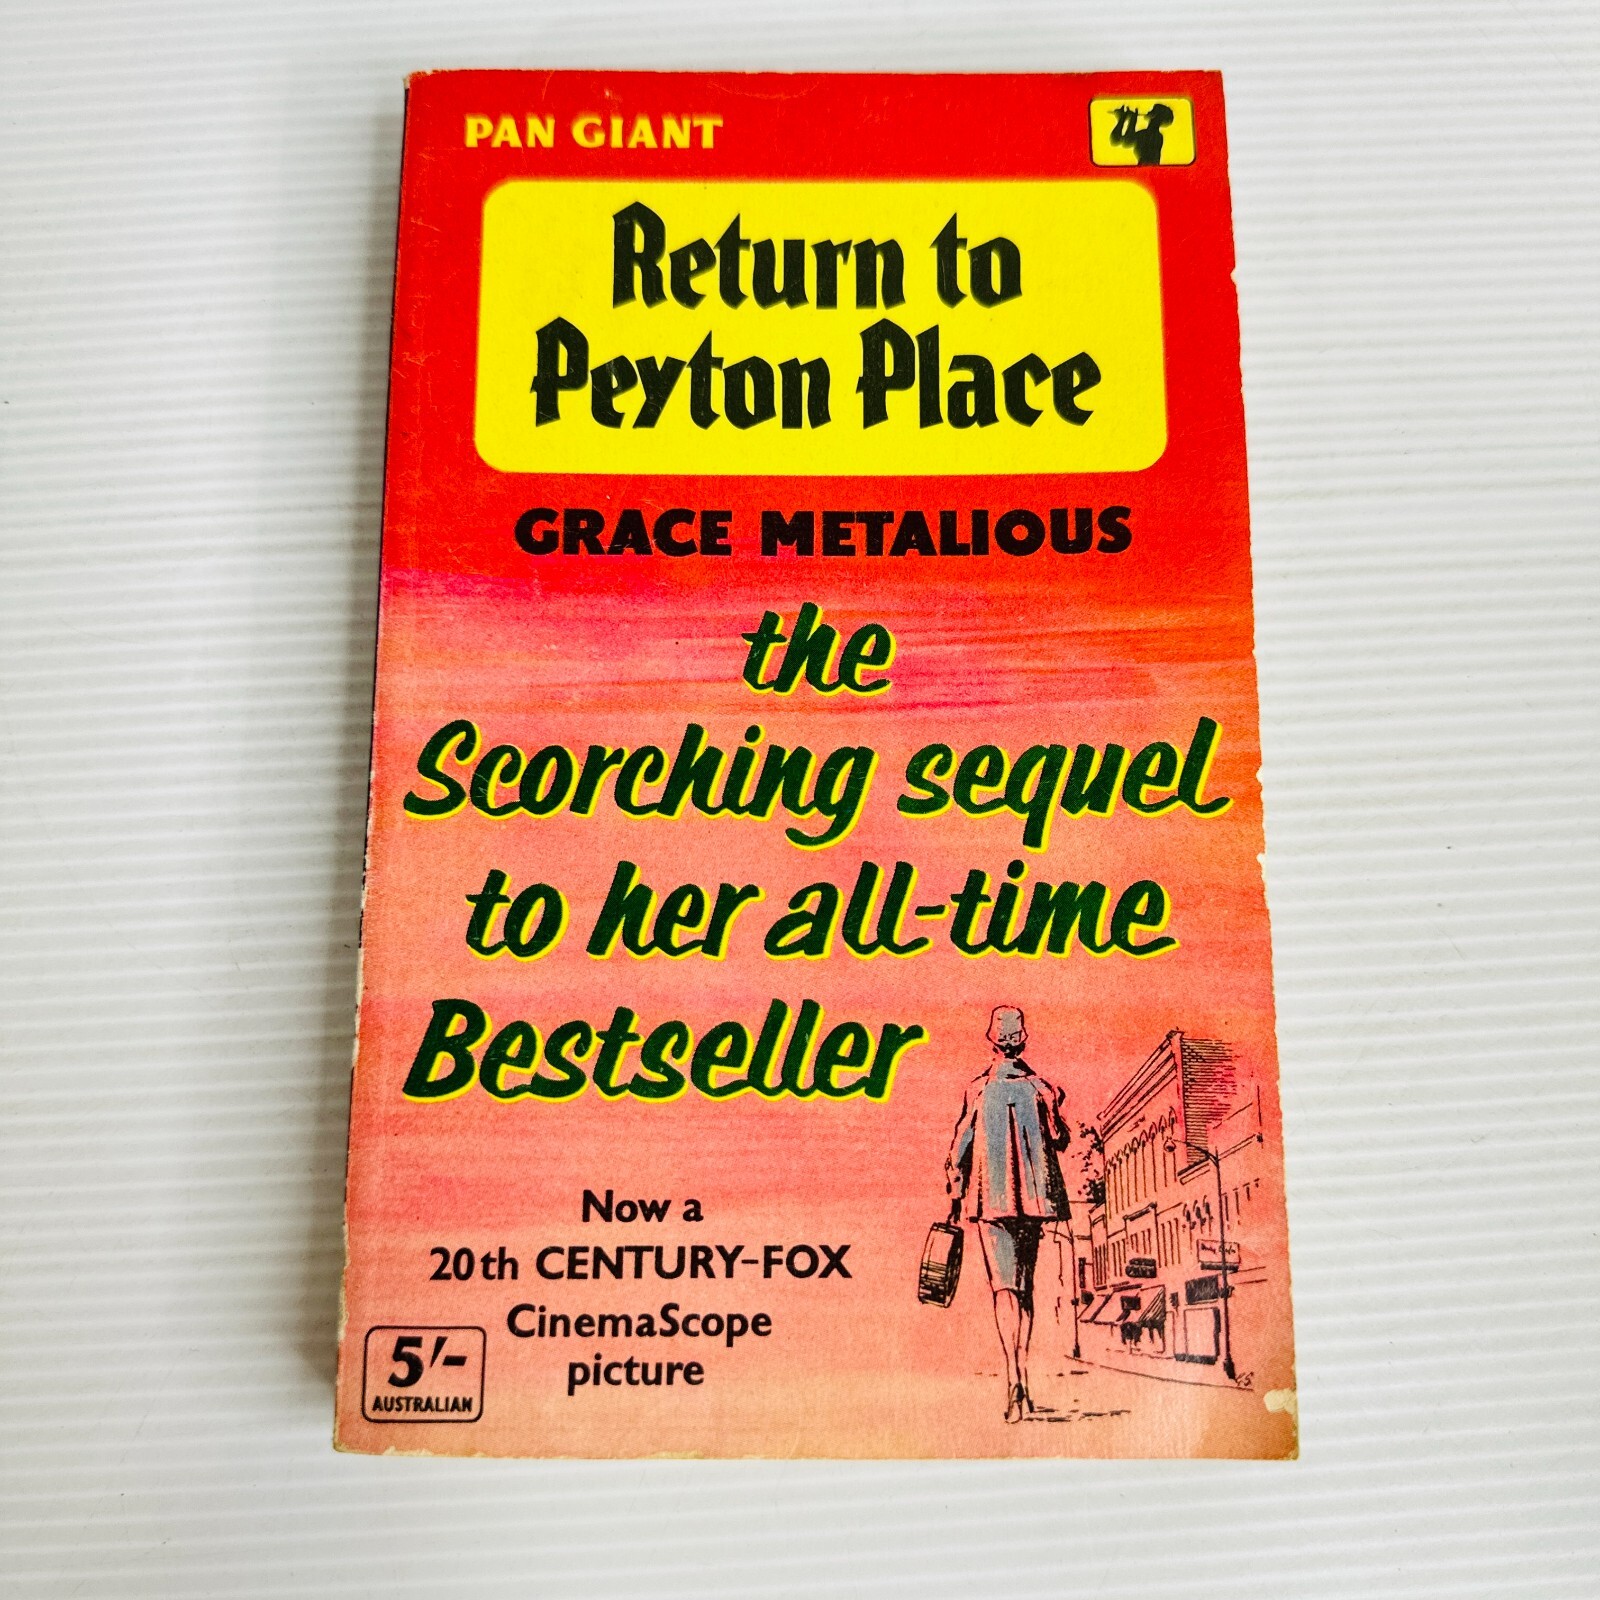 PAN GIANT
Return to
Peyton Place
GRACE METALIOUS
the
Scorching sequel
to her all-time
Bestseller
Now a
20th CENTURY-FOX
CinemaScope
picture
5/-
AUSTRALIAN